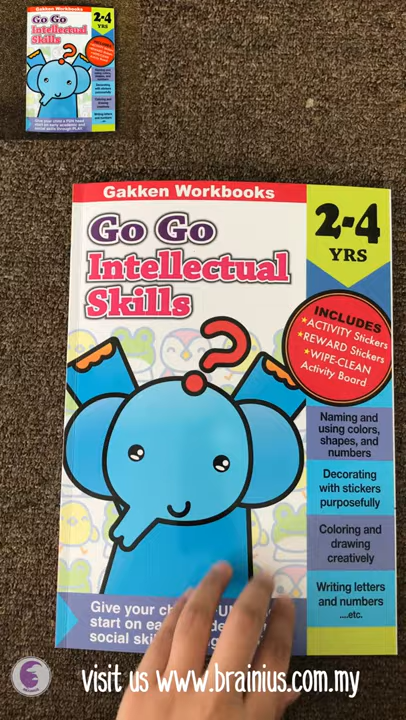 Gakken Workbooks
Go Go
Intellectual
Skills
2-4
YRS
Gakken Workbooks
Go Go
Intellectual
Skills
2-4
YRS
INCLUDES
★ACTIVITY Stickers
★REWARD Stickers
★WIPE-CLEAN
Activity Board
Naming and
using colors,
shapes, and
numbers
Decorating
with stickers
purposefully
Coloring and
drawing
creatively
Writing letters
and numbers
....etc.
Give your
start on
social
visit us www.brainius.com.my